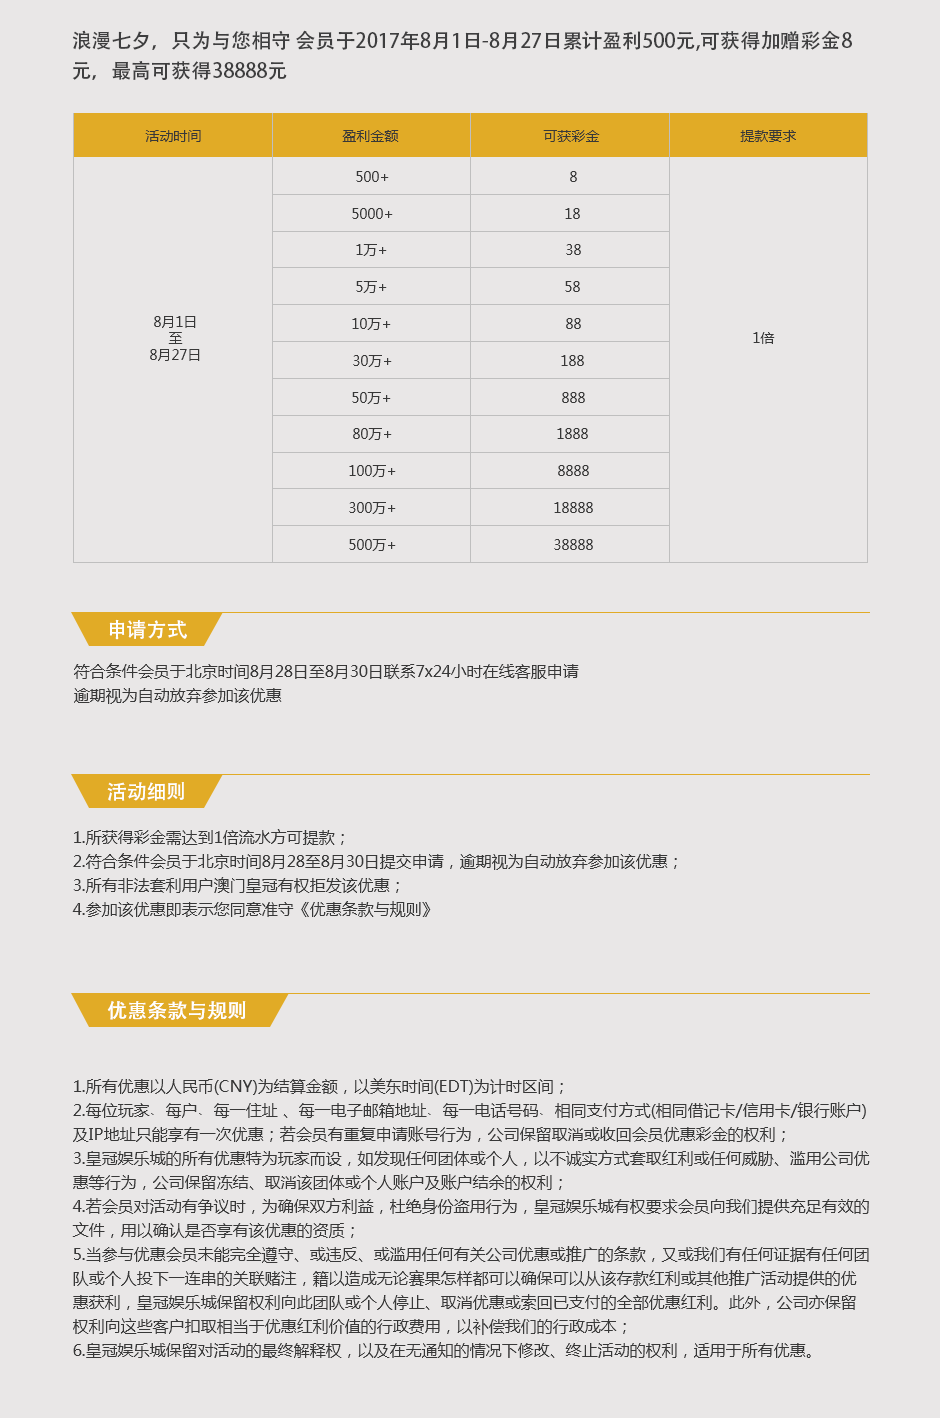 浪漫七夕，只为与您相守 会员于2017年8月1日-8月27日累计盈利500元,可获得加赠彩金8
元，最高可获得38888元
活动时间 盈利金额 可获彩金 提款要求
500+ 8
5000+ 18
1万+ 38
5万+ 58
10万+ 88
8月1日
至
8月27日
1倍
30万+ 188
50万+ 888
80万+ 1888
100万+ 8888
300万+ 18888
500万+ 38888
申请方式
符合条件会员于北京时间8月28日至8月30日联系7x24小时在线客服申请
逾期视为自动放弃参加该优惠
活动细则
1.所获得彩金需达到1倍流水方可提款；
2.符合条件会员于北京时间8月28至8月30日提交申请，逾期视为自动放弃参加该优惠；
3.所有非法套利用户澳门皇冠有权拒发该优惠；
4.参加该优惠即表示您同意准守《优惠条款与规则》
优惠条款与规则
1.所有优惠以人民币(CNY)为结算金额，以美东时间(EDT)为计时区间；
2.每位玩家、每户、每一住址 、每一电子邮箱地址、每一电话号码、相同支付方式(相同借记卡/信用卡/银行账户)
及IP地址只能享有一次优惠；若会员有重复申请账号行为，公司保留取消或收回会员优惠彩金的权利；
3.皇冠娱乐城的所有优惠特为玩家而设，如发现任何团体或个人，以不诚实方式套取红利或任何威胁、滥用公司优
惠等行为，公司保留冻结、取消该团体或个人账户及账户结余的权利；
4.若会员对活动有争议时，为确保双方利益，杜绝身份盗用行为，皇冠娱乐城有权要求会员向我们提供充足有效的
文件，用以确认是否享有该优惠的资质；
5.当参与优惠会员未能完全遵守、或违反、或滥用任何有关公司优惠或推广的条款，又或我们有任何证据有任何团
队或个人投下一连串的关联赌注，籍以造成无论赛果怎样都可以确保可以从该存款红利或其他推广活动提供的优
惠获利，皇冠娱乐城保留权利向此团队或个人停止、取消优惠或索回已支付的全部优惠红利。此外，公司亦保留
权利向这些客户扣取相当于优惠红利价值的行政费用，以补偿我们的行政成本；
6.皇冠娱乐城保留对活动的最终解释权，以及在无通知的情况下修改、终止活动的权利，适用于所有优惠。